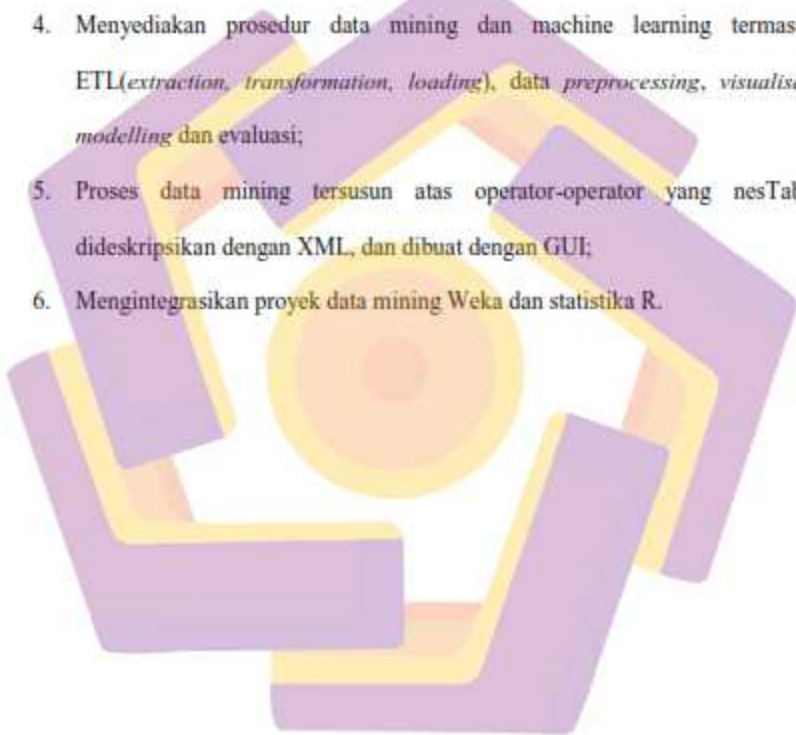 4. Menyediakan prosedur data mining dan machine learning termas
ETL(extraction, transformation, loading), data preprocessing, visualisa
modelling dan evaluasi;
5. Proses data mining tersusun atas operator-operator yang nesTab
dideskripsikan dengan XML, dan dibuat dengan GUI;
6. Mengintegrasikan proyek data mining Weka dan statistika R.